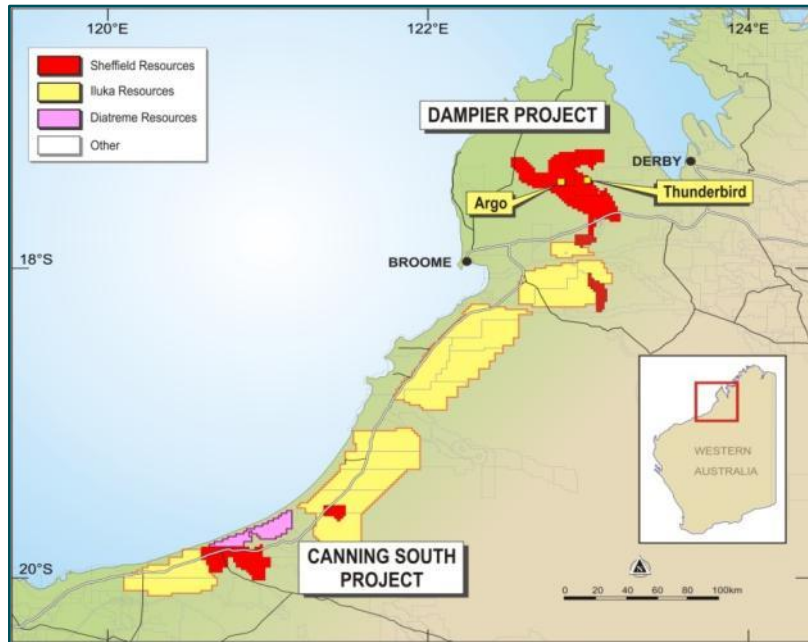 120°E
122°E
124°E
Sheffield Resources
Iluka Resources
Diatreme Resources
Other
DAMPIER PROJECT
DERBY
Argo
Thunderbird
BROOME
18°S
WESTERN
AUSTRALIA
CANNING SOUTH
PROJECT
20°S
0 20 40 60 80 100km